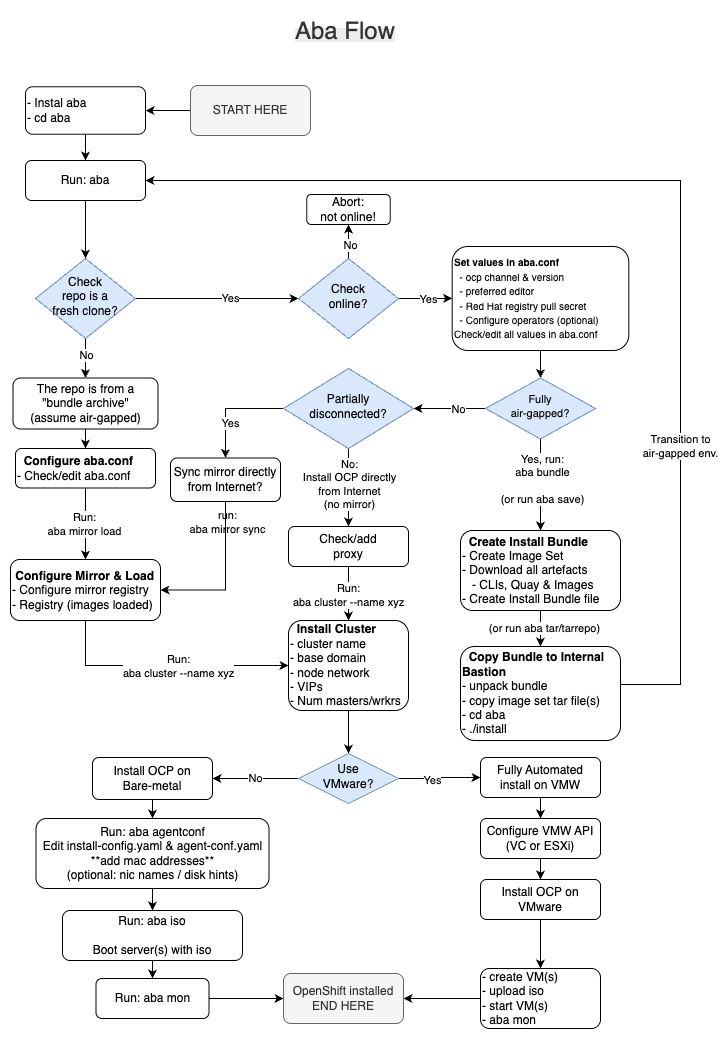 Aba Flow
- Instal aba
- cd aba
START HERE
Run: aba
Abort:
not online!
No
Check
repo is a
fresh clone?
Yes
Check
online?
Yes
Set values in aba.conf
- ocp channel & version
- preferred editor
- Red Hat registry pull secret
- Configure operators (optional)
Check/edit all values in aba.conf
No
The repo is from a
"bundle archive"
(assume air-gapped)
Partially
disconnected?
No
Fully
air-gapped?
Yes
Transition to
air-gapped env.
Configure aba.conf
- Check/edit aba.conf
Sync mirror directly
from Internet?
No:
Install OCP directly
from Internet
(no mirror)
Yes, run:
aba bundle
(or run aba save)
Run:
aba mirror load
run:
aba mirror sync
Check/add
proxy
Create Install Bundle
- Create Image Set
- Download all artefacts
- CLIs, Quay & Images
- Create Install Bundle file
Configure Mirror & Load
- Configure mirror registry
- Registry (images loaded)
Run:
aba cluster --name xyz
(or run aba tar/tarrepo)
Install Cluster
- cluster name
- base domain
- node network
- VIPs
- Num masters/wrkrs
Run:
aba cluster --name xyz
Copy Bundle to Internal
Bastion
- unpack bundle
- copy image set tar file(s)
- cd aba
- ./install
Install OCP on
Bare-metal
No
Use
VMware?
Yes
Fully Automated
install on VMW
Run: aba agentconf
Edit install-config.yaml & agent-conf.yaml
**add mac addresses**
(optional: nic names / disk hints)
Configure VMW API
(VC or ESXi)
Install OCP on
VMware
Run: aba iso
Boot server(s) with iso
Run: aba mon
OpenShift installed
END HERE
- create VM(s)
- upload iso
- start VM(s)
- aba mon